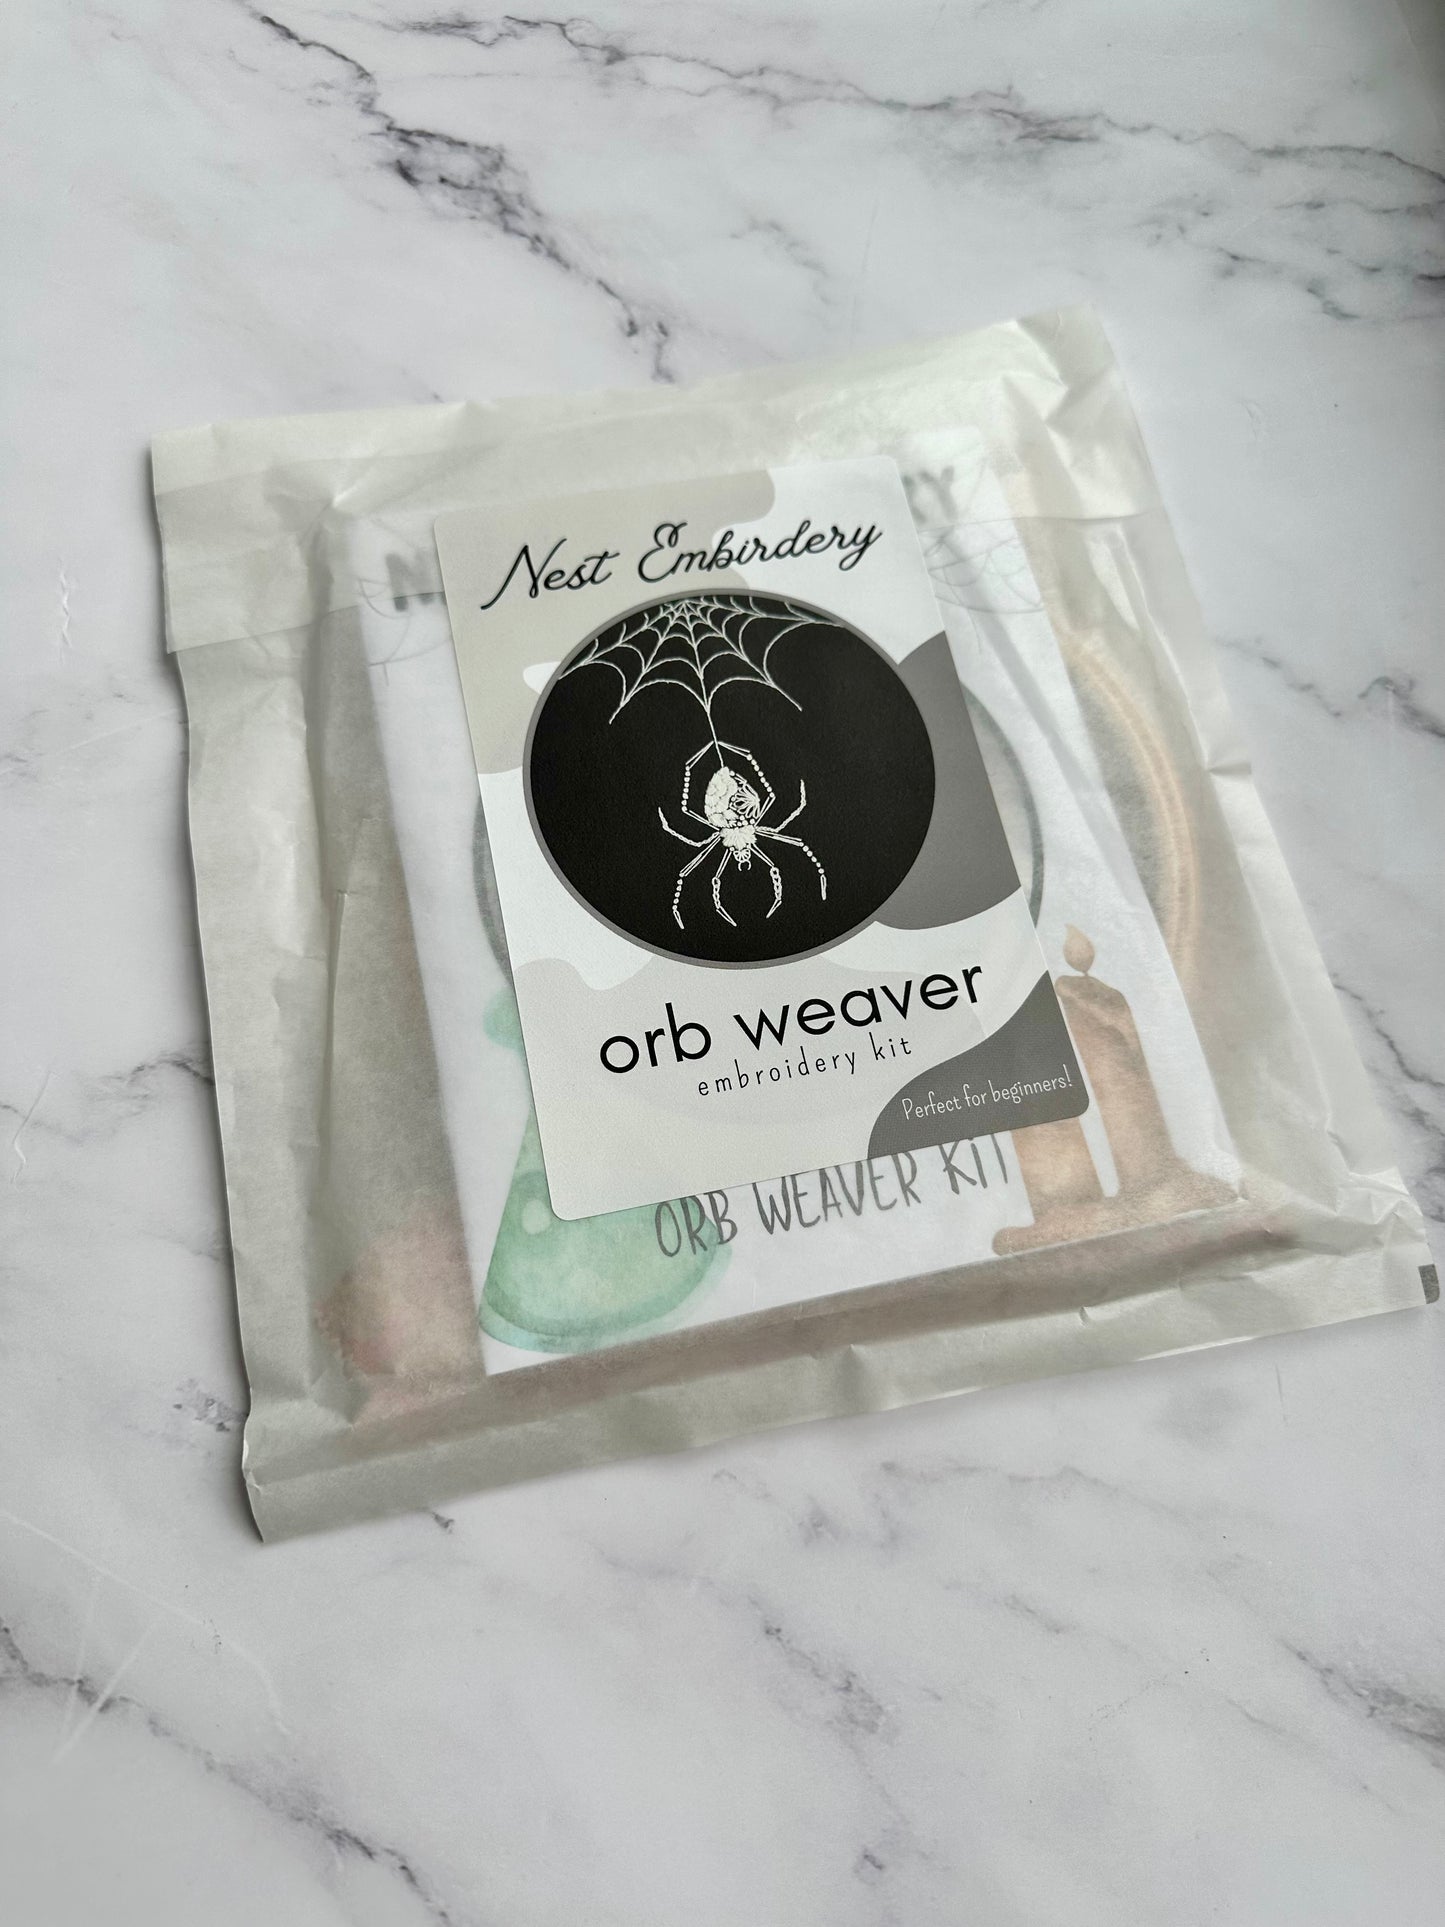 Nest Embirdery
orb weaver
embroidery kit
Perfect for beginners!
ORB WEAVER KIT